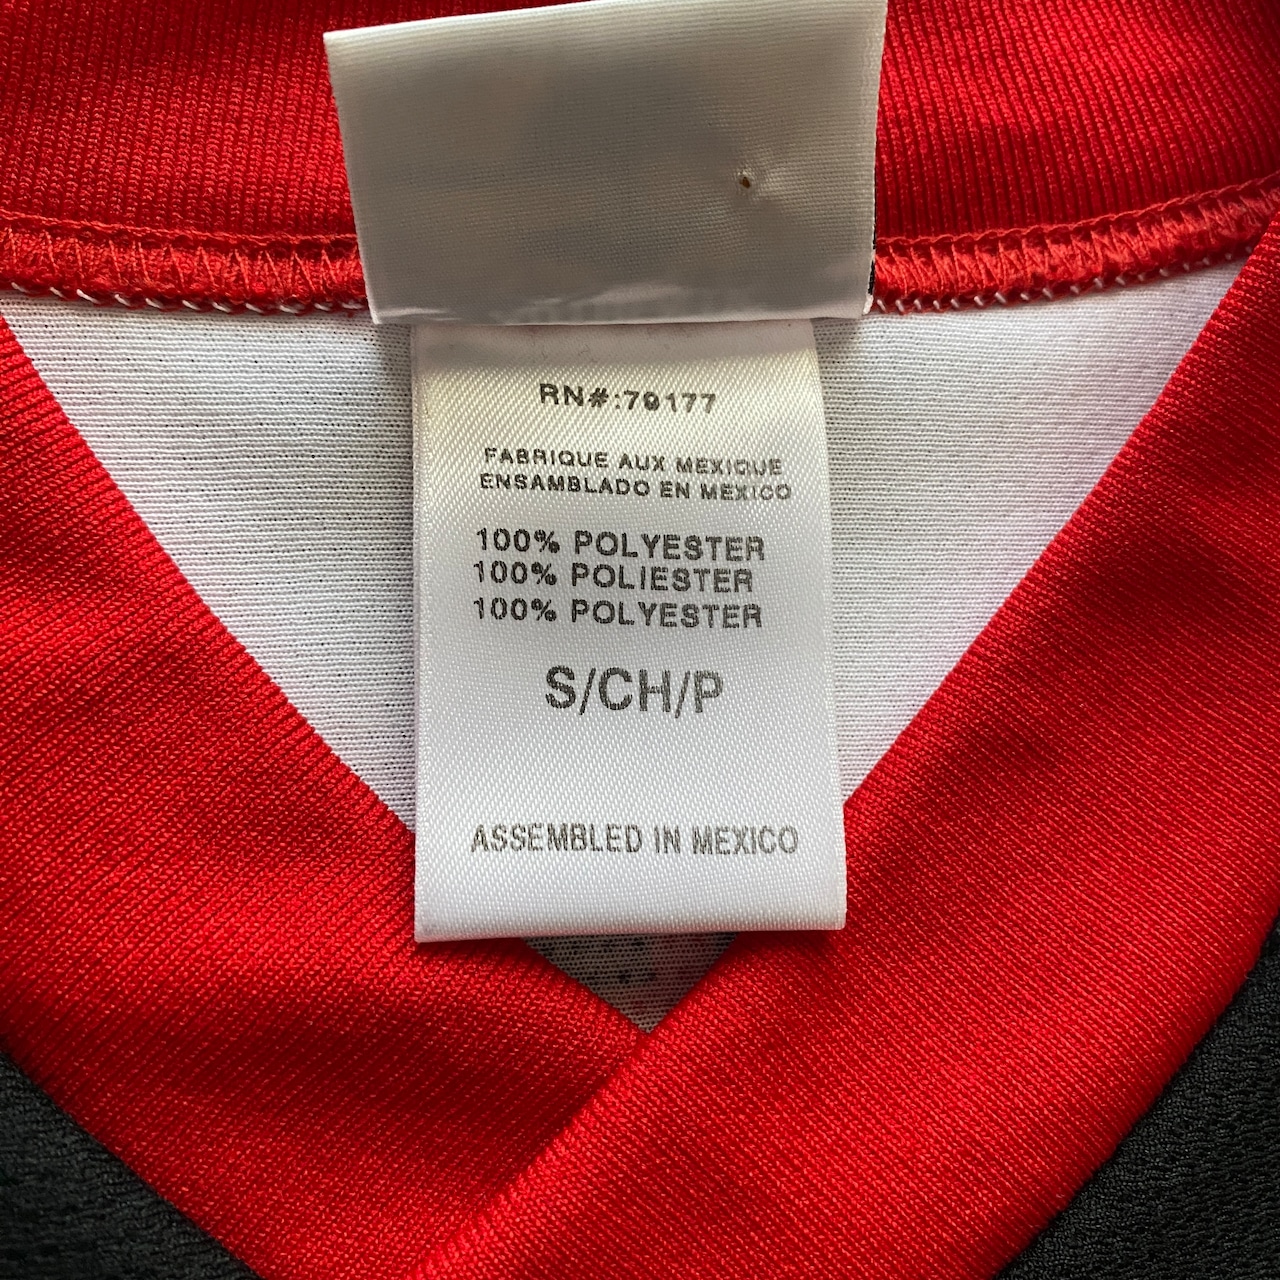 RN#:79177
FABRIQUE AUX MEXIQUE
ENSAMBLADO EN MEXICO
100% POLYESTER
100% POLIESTER
100% POLYESTER
S/CH/P
ASSEMBLED IN MEXICO